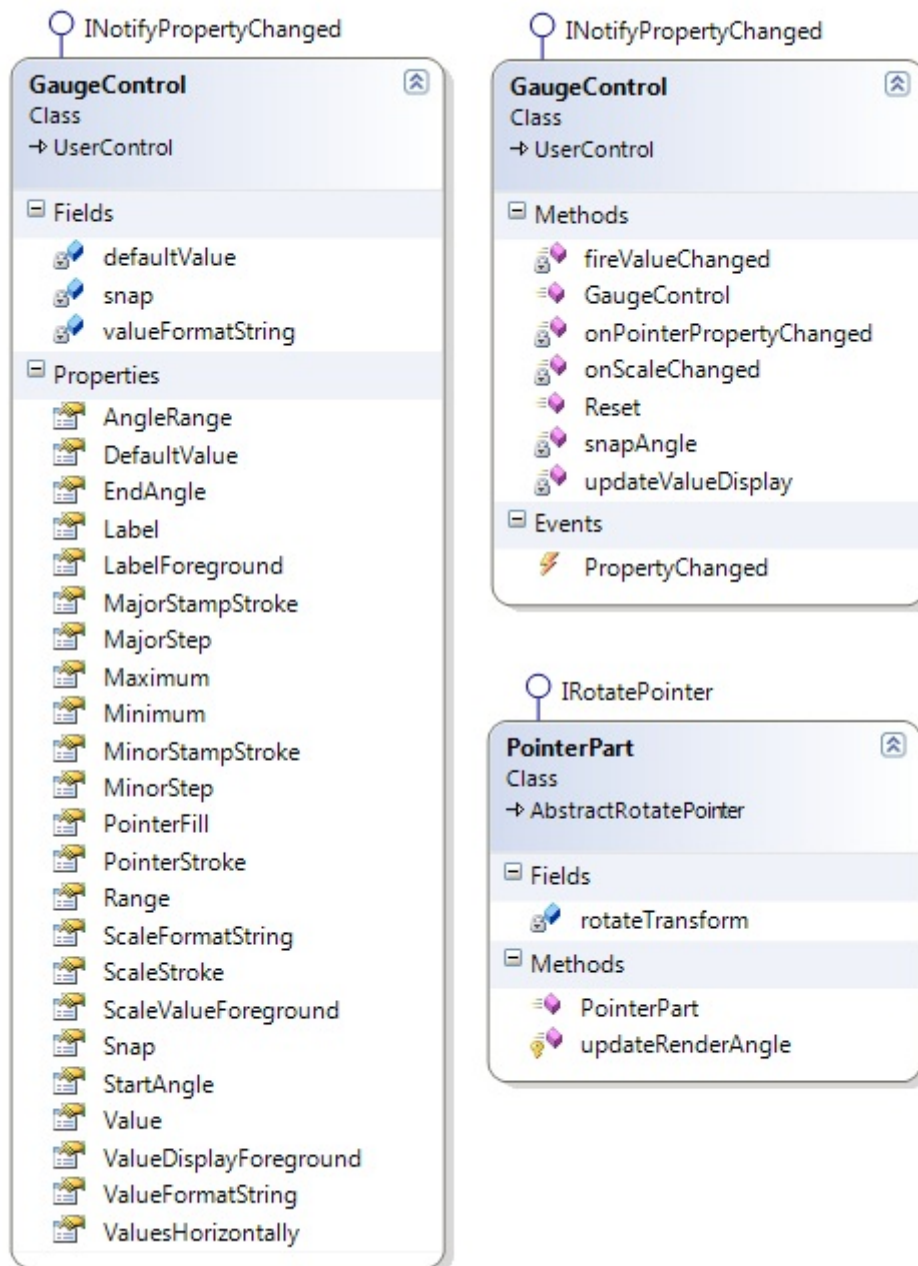 INotifyPropertyChanged
GaugeControl
Class
UserControl
Fields
defaultValue
snap
valueFormatString
Properties
AngleRange
DefaultValue
EndAngle
Label
LabelForeground
MajorStampStroke
MajorStep
Maximum
Minimum
MinorStampStroke
MinorStep
PointerFill
PointerStroke
Range
ScaleFormatString
ScaleStroke
ScaleValueForeground
Snap
StartAngle
Value
ValueDisplayForeground
ValueFormatString
ValuesHorizontally
INotifyPropertyChanged
GaugeControl
Class
UserControl
Methods
fireValueChanged
GaugeControl
onPointerPropertyChanged
onScaleChanged
Reset
snapAngle
updateValueDisplay
Events
PropertyChanged
IRotatePointer
PointerPart
Class
AbstractRotatePointer
Fields
rotateTransform
Methods
PointerPart
updateRenderAngle